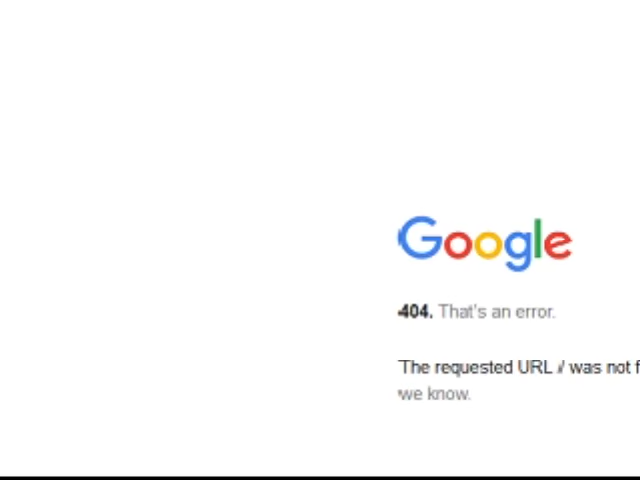 Google
404. That's an error.
The requested URL / was not f
we know.